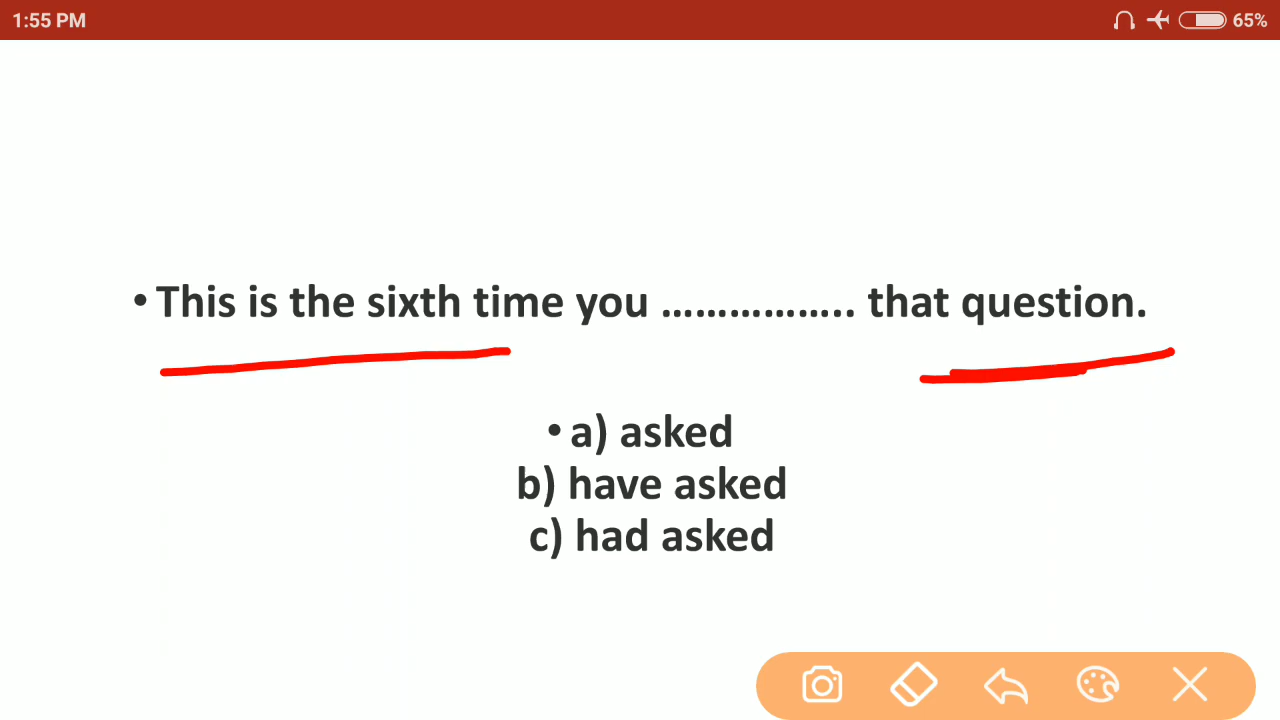 1:55 PM 65%
• This is the sixth time you …………….. that question.
• a) asked
b) have asked
c) had asked